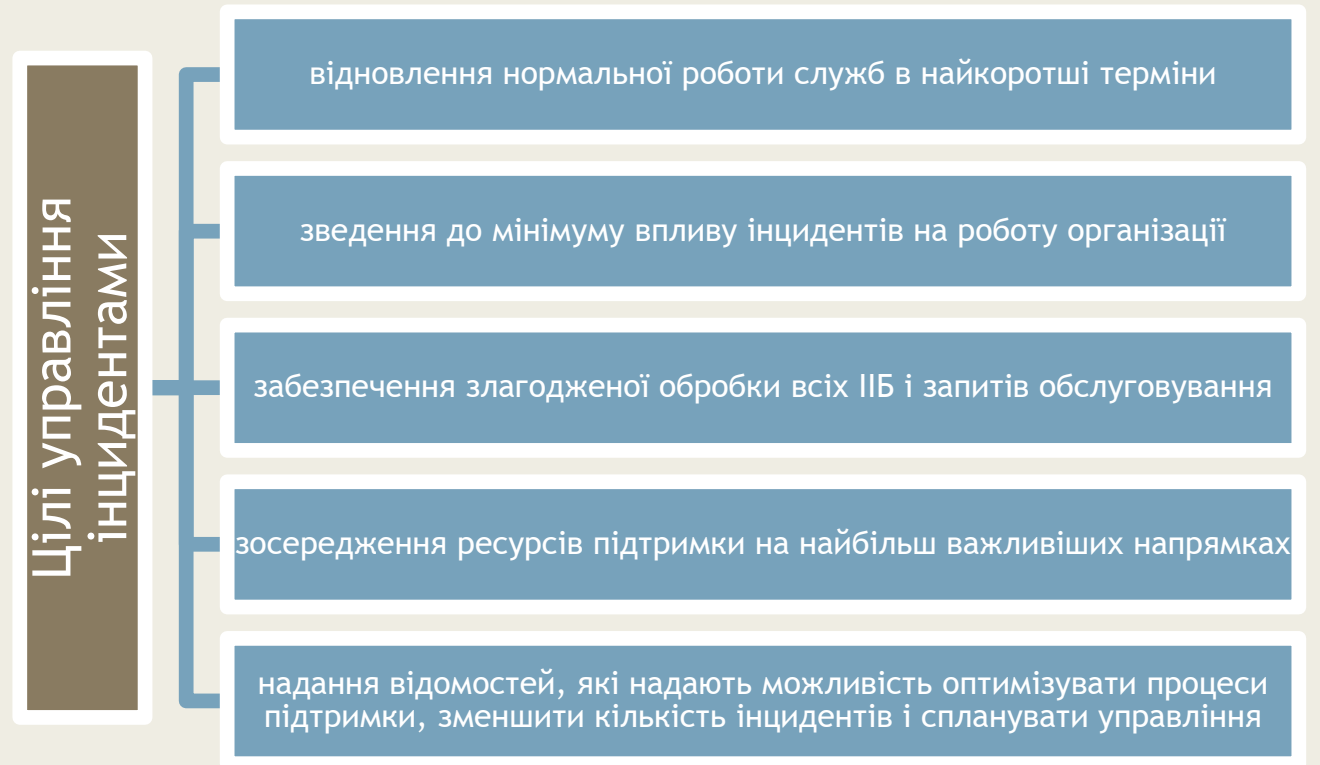 Цілі управління
інцидентами
відновлення нормальної роботи служб в найкоротші терміни
зведення до мінімуму впливу інцидентів на роботу організації
забезпечення злагодженої обробки всіх ІІБ і запитів обслуговування
зосередження ресурсів підтримки на найбільш важливіших напрямках
надання відомостей, які надають можливість оптимізувати процеси
підтримки, зменшити кількість інцидентів і спланувати управління